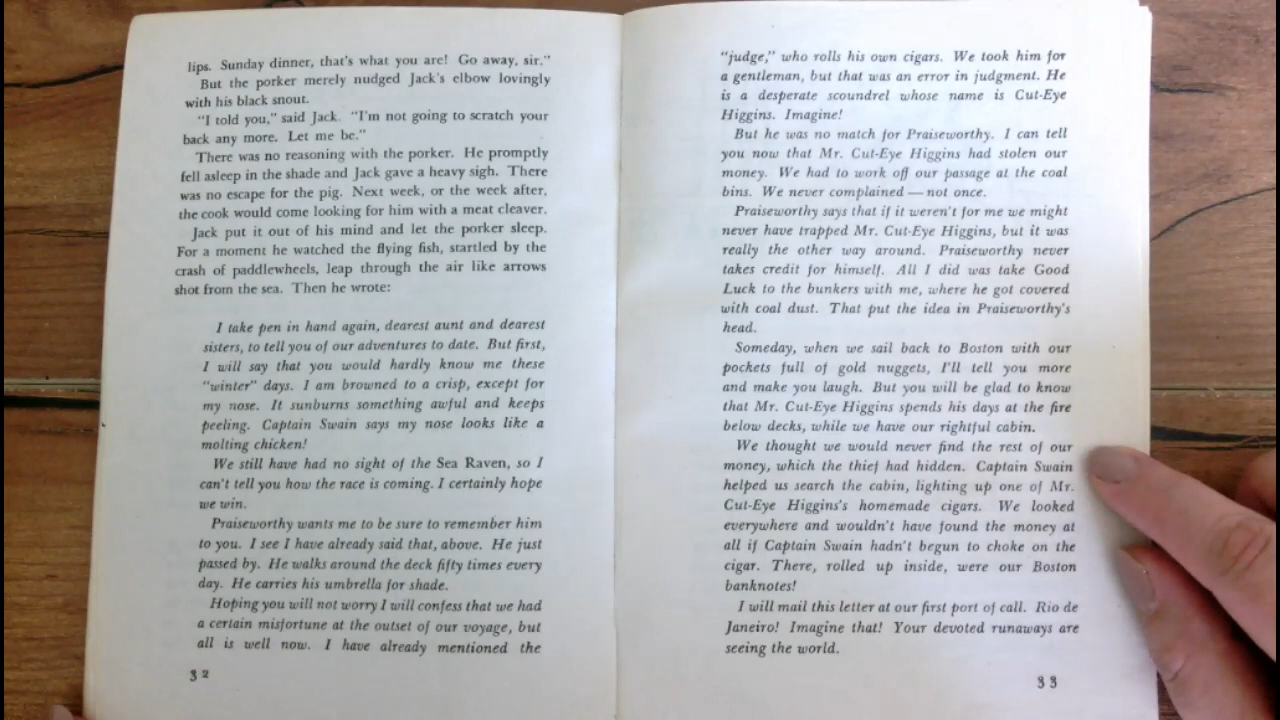 lips. Sunday dinner, that's what you are! Go away, sir."
But the porker merely nudged Jack's elbow lovingly
with his black snout.
"I told you," said Jack. "I'm not going to scratch your
back any more. Let me be."
There was no reasoning with the porker. He promptly
fell asleep in the shade and Jack gave a heavy sigh. There
was no escape for the pig. Next week, or the week after,
the cook would come looking for him with a meat cleaver.
Jack put it out of his mind and let the porker sleep.
For a moment he watched the flying fish, startled by the
crash of paddlewheels, leap through the air like arrows
shot from the sea. Then he wrote:
I take pen in hand again, dearest aunt and dearest
sisters, to tell you of our adventures to date. But first,
I will say that you would hardly know me these
"winter" days. I am browned to a crisp, except for
my nose. It sunburns something awful and keeps
peeling. Captain Swain says my nose looks like a
molting chicken!
We still have had no sight of the Sea Raven, so I
can't tell you how the race is coming. I certainly hope
we win.
Praiseworthy wants me to be sure to remember him
to you. I see I have already said that, above. He just
passed by. He walks around the deck fifty times every
day. He carries his umbrella for shade.
Hoping you will not worry I will confess that we had
a certain misfortune at the outset of our voyage, but
all is well now. I have already mentioned the
32
"judge," who rolls his own cigars. We took him for
a gentleman, but that was an error in judgment. He
is a desperate scoundrel whose name is Cut-Eye
Higgins. Imagine!
But he was no match for Praiseworthy. I can tell
you now that Mr. Cut-Eye Higgins had stolen our
money. We had to work off our passage at the coal
bins. We never complained — not once.
Praiseworthy says that if it weren't for me we might
never have trapped Mr. Cut-Eye Higgins, but it was
really the other way around. Praiseworthy never
takes credit for himself. All I did was take Good
Luck to the bunkers with me, where he got covered
with coal dust. That put the idea in Praiseworthy's
head.
Someday, when we sail back to Boston with our
pockets full of gold nuggets, I'll tell you more
and make you laugh. But you will be glad to know
that Mr. Cut-Eye Higgins spends his days at the fire
below decks, while we have our rightful cabin.
We thought we would never find the rest of our
money, which the thief had hidden. Captain Swain
helped us search the cabin, lighting up one of Mr.
Cut-Eye Higgins's homemade cigars. We looked
everywhere and wouldn't have found the money at
all if Captain Swain hadn't begun to choke on the
cigar. There, rolled up inside, were our Boston
banknotes!
I will mail this letter at our first port of call. Rio de
Janeiro! Imagine that! Your devoted runaways are
seeing the world.
33